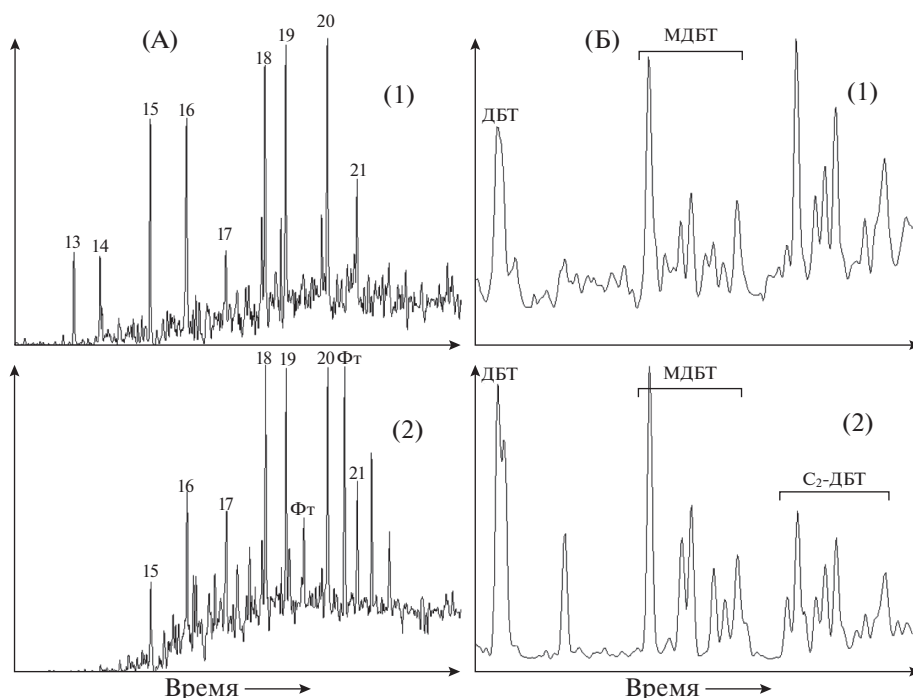 (А)
20
19
18
(1)
15
16
21
13
14
17
(Б)
МДБТ
(1)
ДБТ
18
19
20
Фт
(2)
16
17
21
Фт
15
Время
ДБТ
МДБТ
(2)
C₂-ДБТ
Время